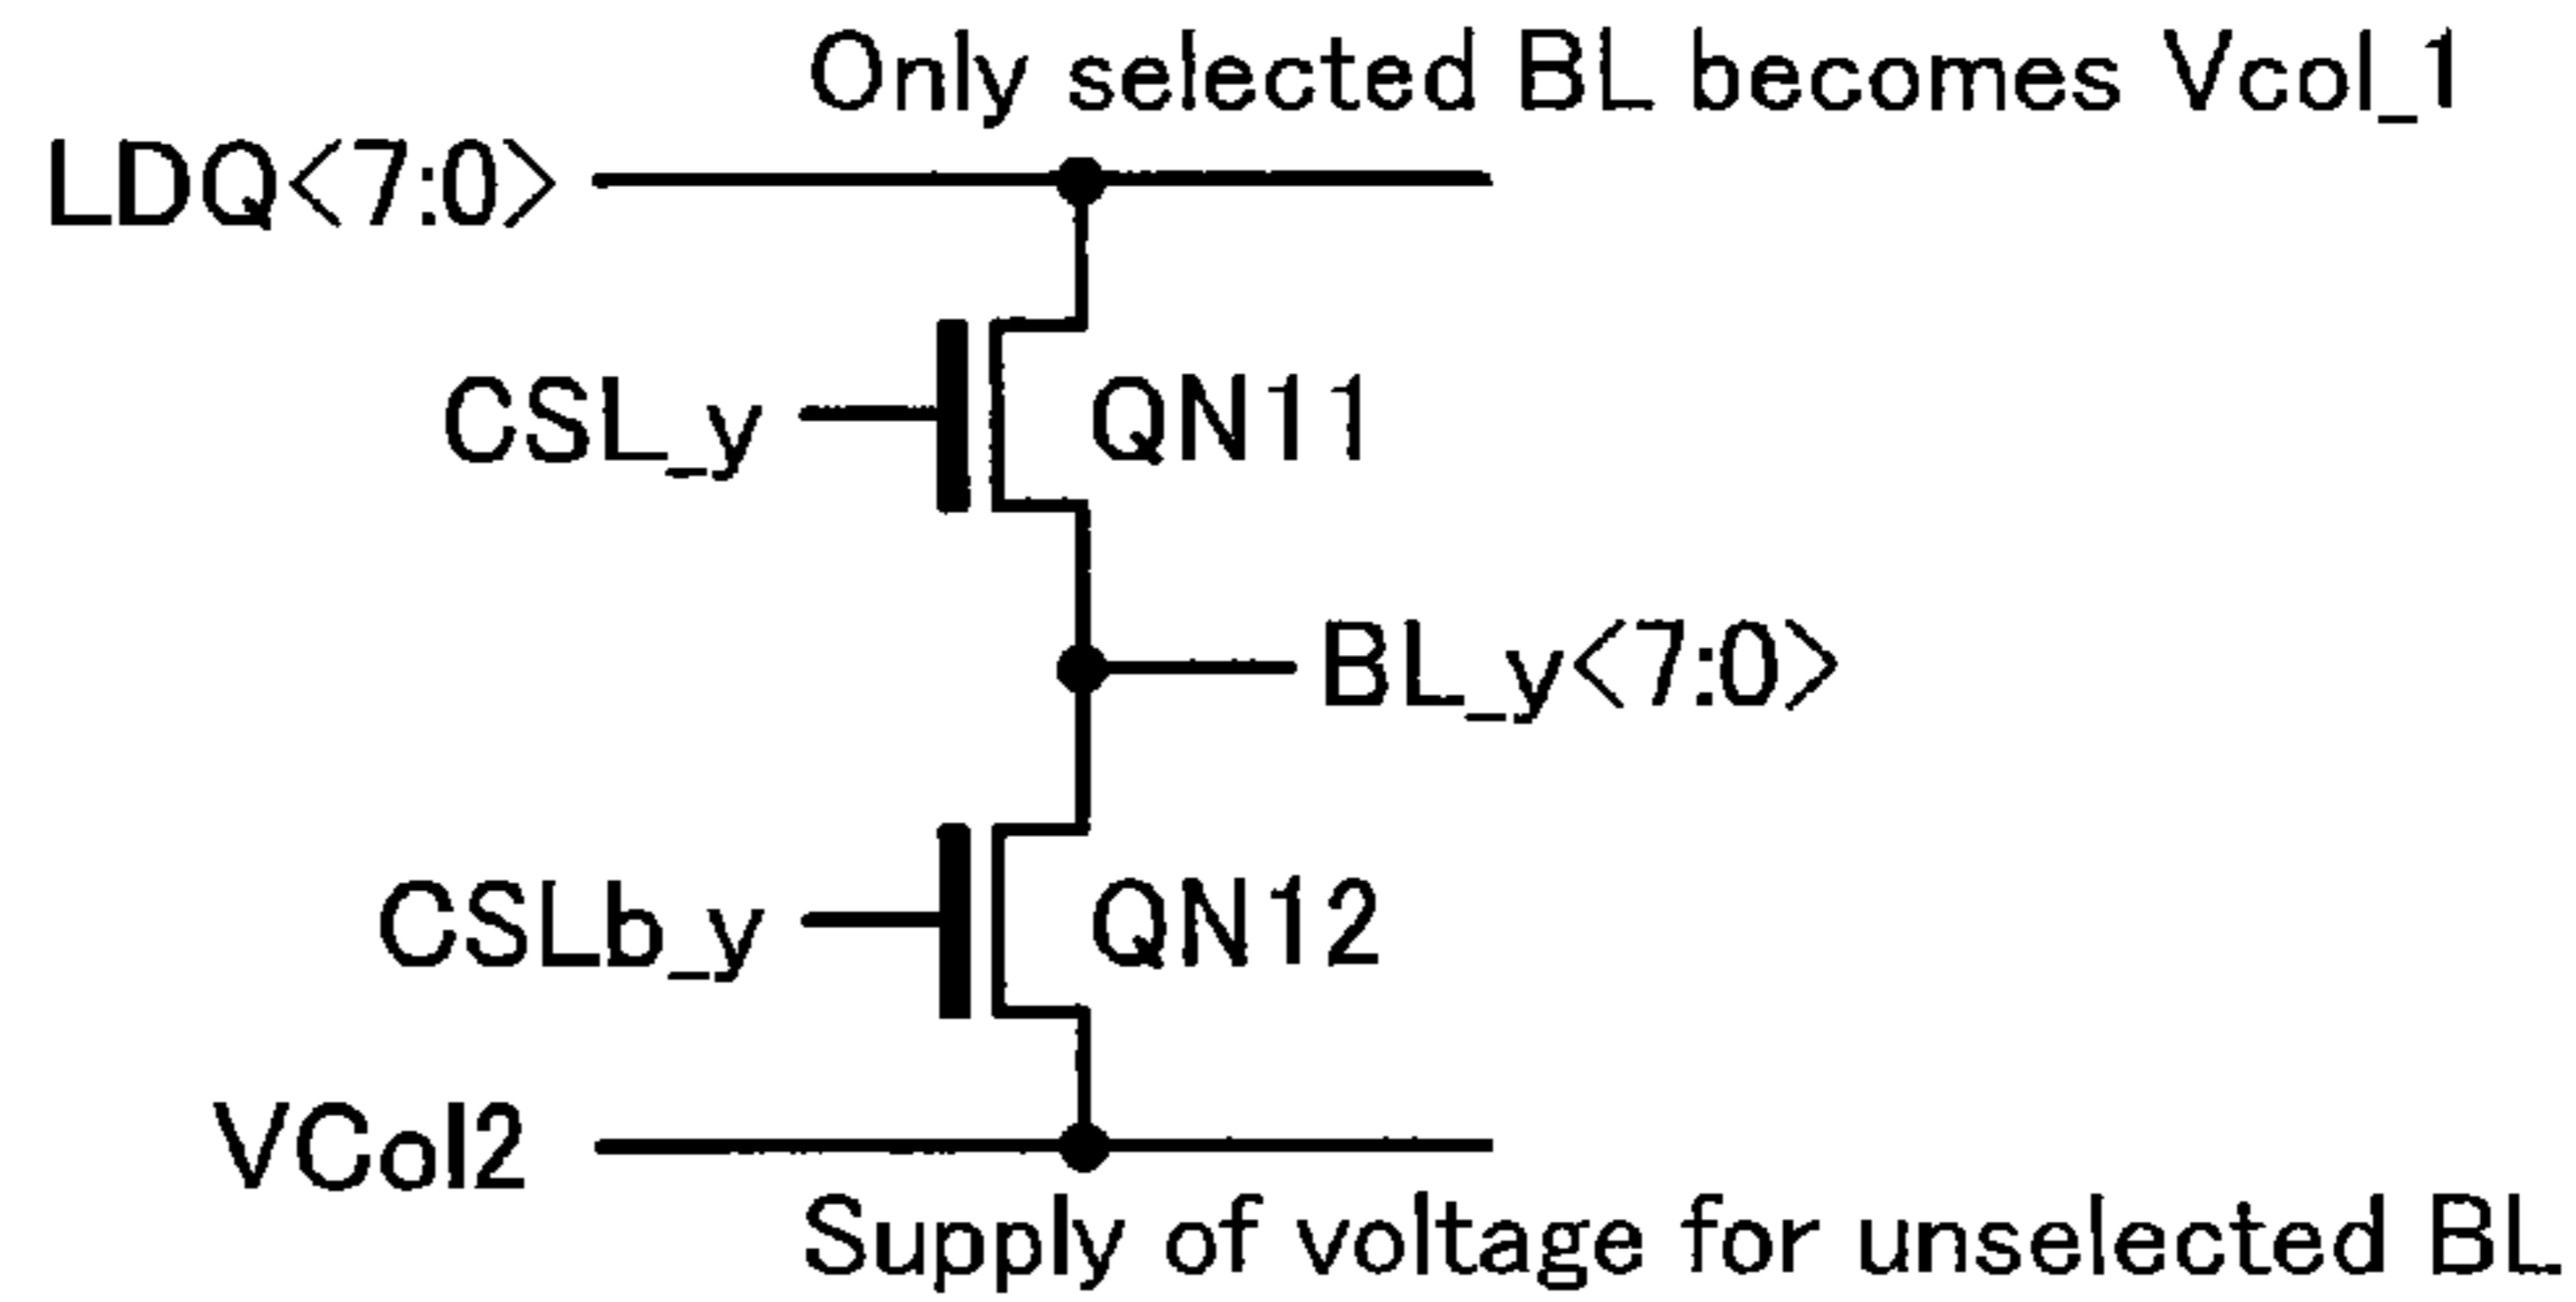 Only selected BL becomes Vcol_1
LDQ<7:0>
CSL_y
QN11
BL_y<7:0>
CSLb_y
QN12
VCol2
Supply of voltage for unselected BL